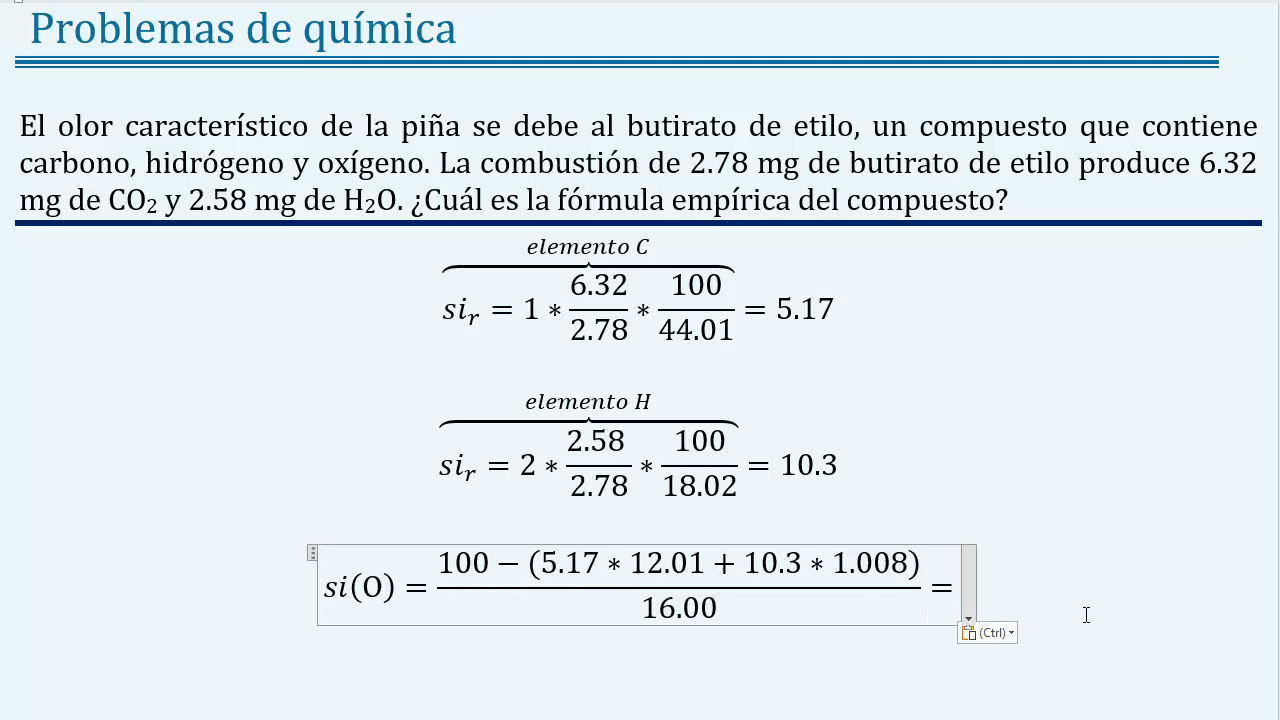 Problemas de química
El olor característico de la piña se debe al butirato de etilo, un compuesto que contiene
carbono, hidrógeno y oxígeno. La combustión de 2.78 mg de butirato de etilo produce 6.32
mg de CO₂ y 2.58 mg de H₂O. ¿Cuál es la fórmula empírica del compuesto?
elemento C
si_r = 1 ∗ 6.32/2.78 ∗ 100/44.01 = 5.17
elemento H
si_r = 2 ∗ 2.58/2.78 ∗ 100/18.02 = 10.3
si(O) = 100 − (5.17 ∗ 12.01 + 10.3 ∗ 1.008)/16.00 =
(Ctrl)